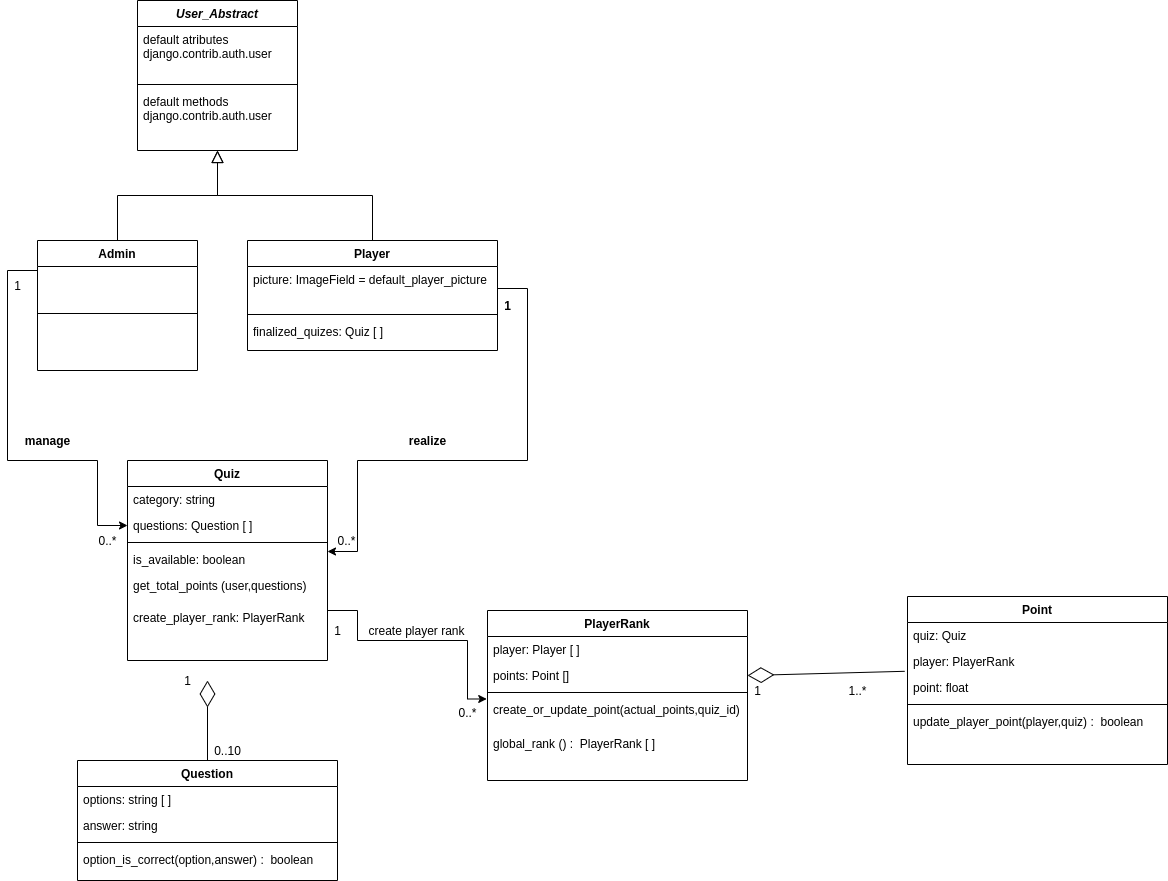 User_Abstract
default atributes
django.contrib.auth.user
default methods
django.contrib.auth.user
Admin
1
Player
picture: ImageField = default_player_picture
finalized_quizes: Quiz [ ]
1
manage
realize
Quiz
category: string
questions: Question [ ]
is_available: boolean
get_total_points (user,questions)
create_player_rank: PlayerRank
0..*
0..*
1
create player rank
0..*
PlayerRank
player: Player [ ]
points: Point []
create_or_update_point(actual_points,quiz_id)
global_rank () :  PlayerRank [ ]
1
1..*
Point
quiz: Quiz
player: PlayerRank
point: float
update_player_point(player,quiz) :  boolean
1
0..10
Question
options: string [ ]
answer: string
option_is_correct(option,answer) :  boolean